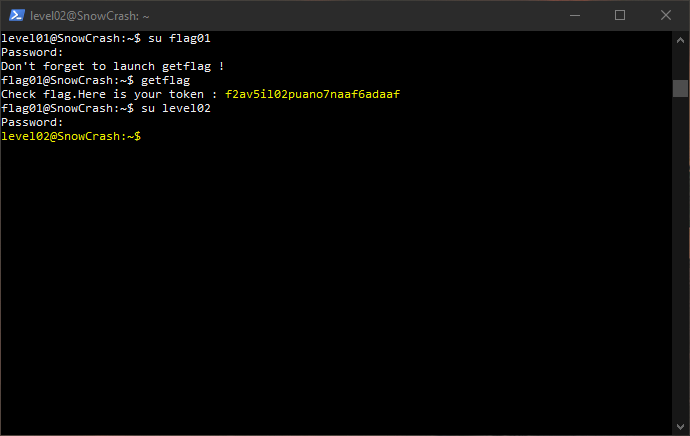 level02@SnowCrash: ~
level01@SnowCrash:~$ su flag01
Password:
Don't forget to launch getflag !
flag01@SnowCrash:~$ getflag
Check flag.Here is your token : f2av5il02puano7naaf6adaaf
flag01@SnowCrash:~$ su level02
Password:
level02@SnowCrash:~$